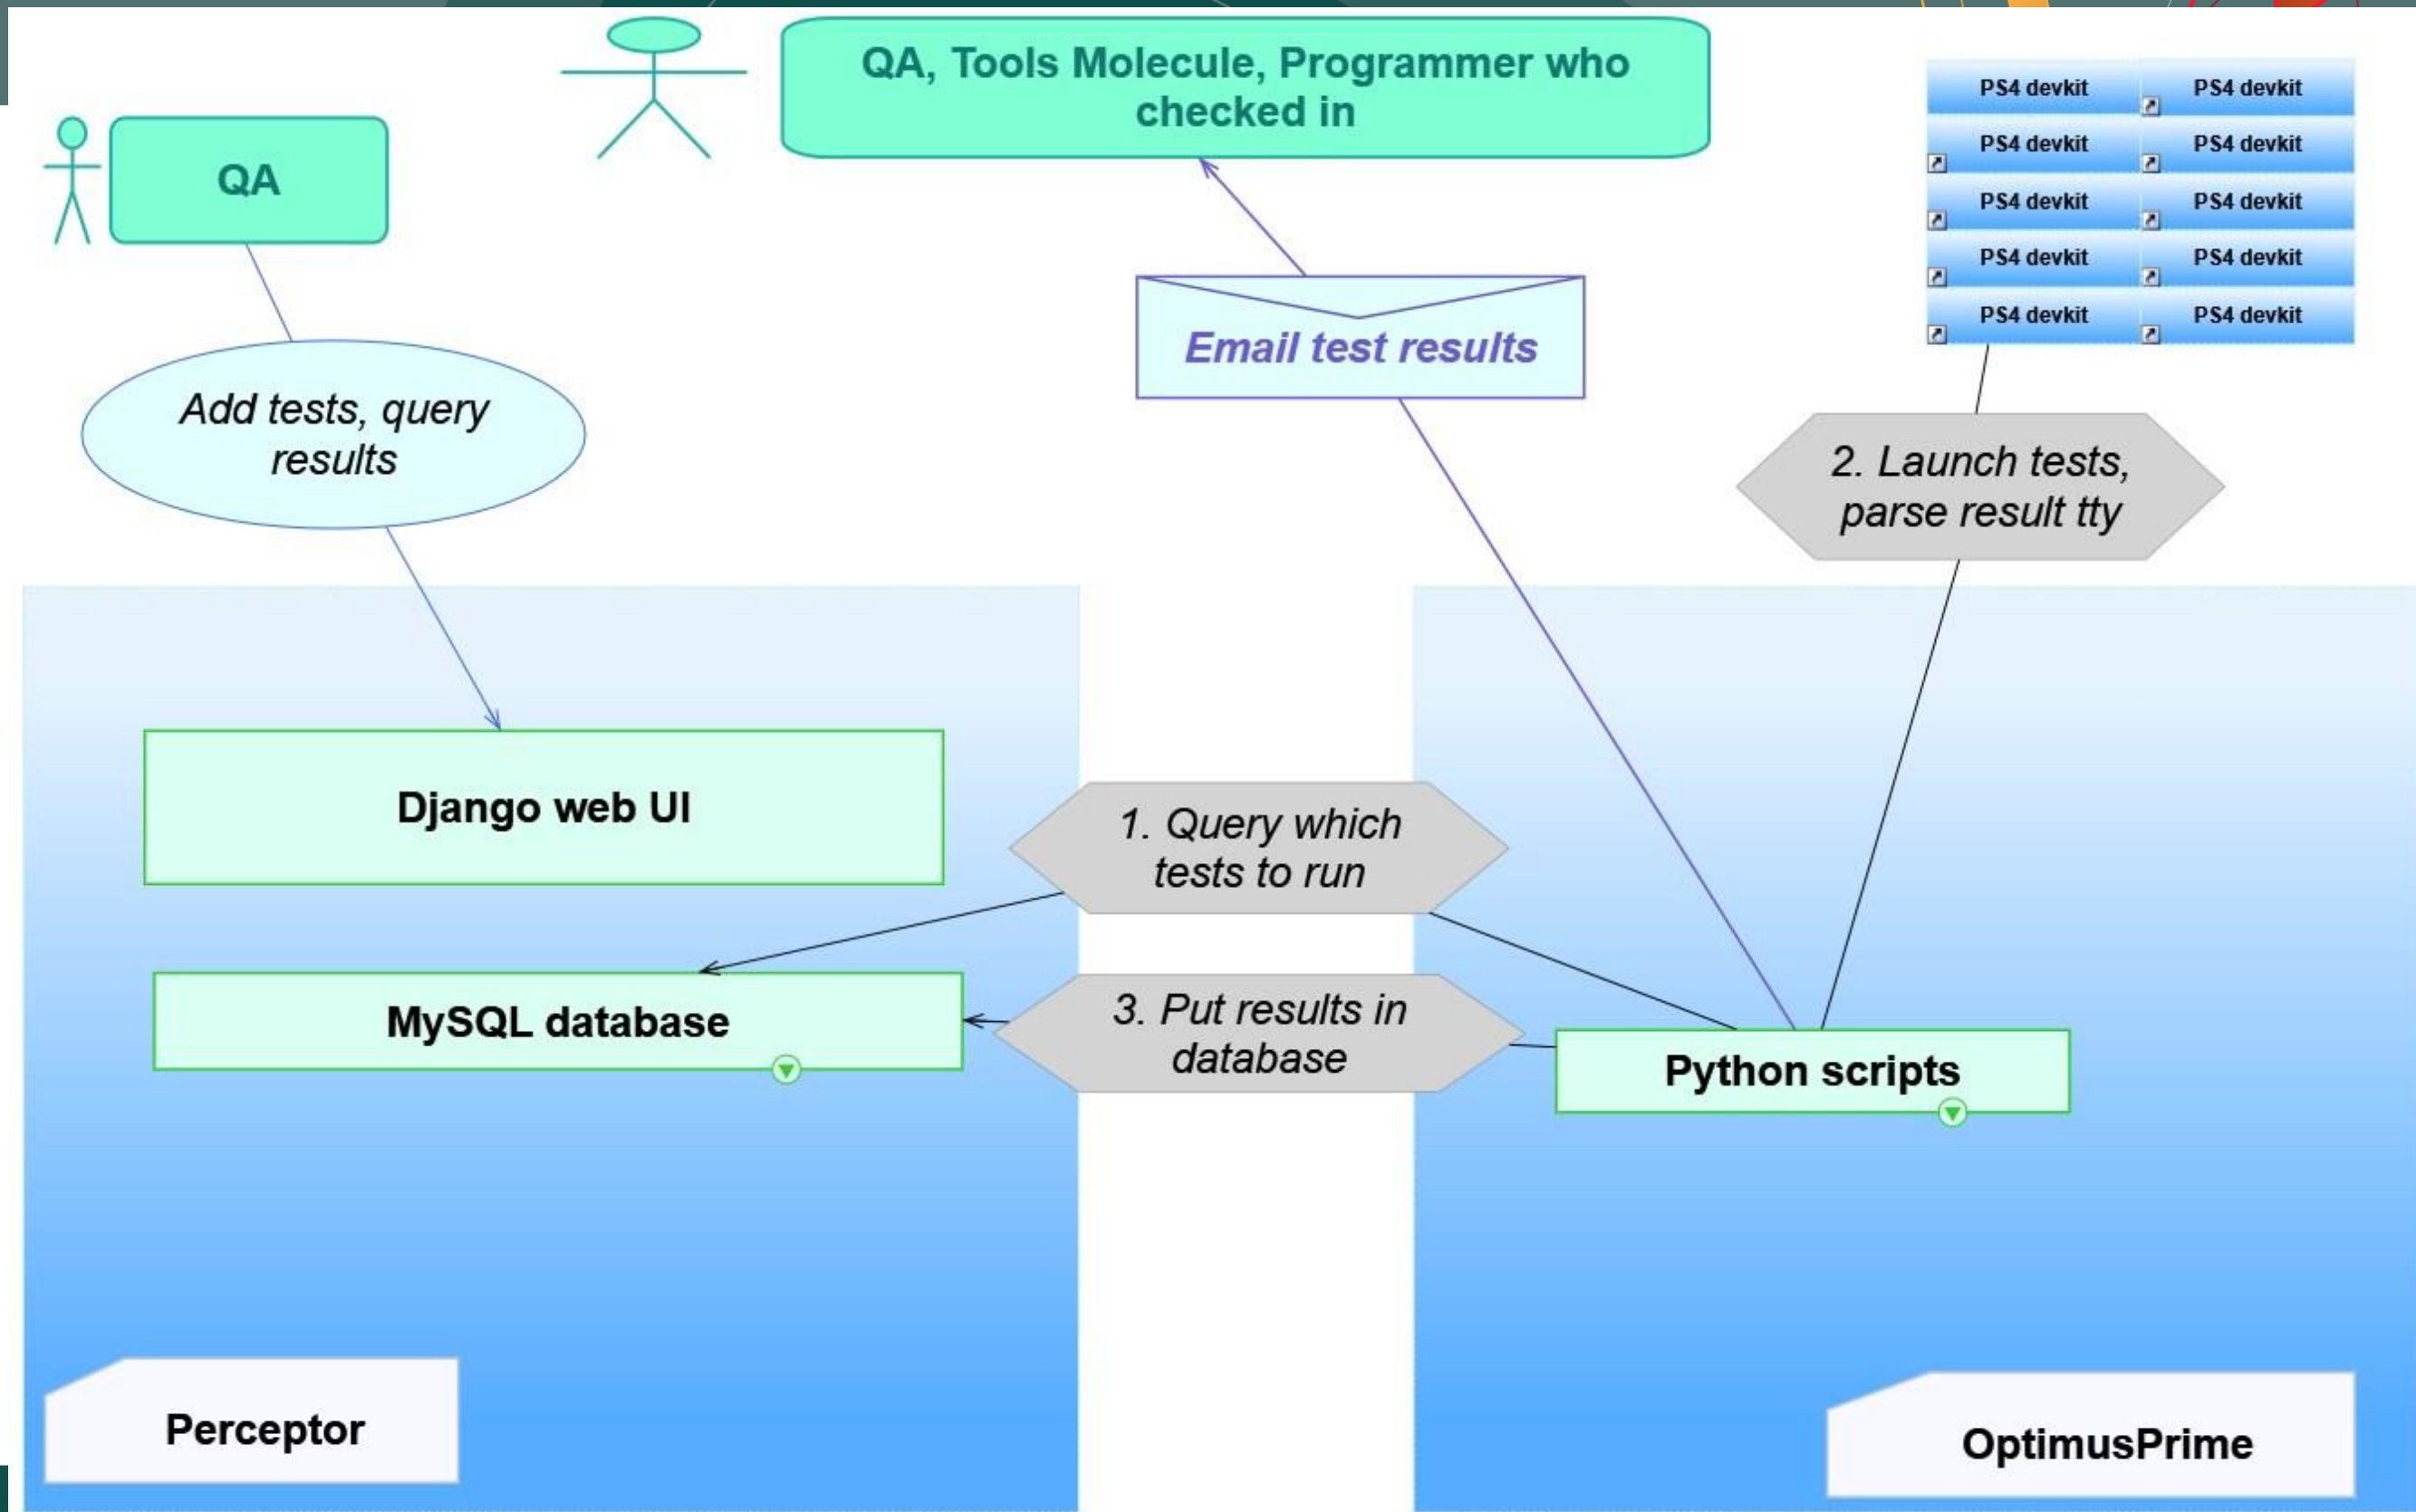 QA, Tools Molecule, Programmer who
checked in
QA
PS4 devkit
PS4 devkit
PS4 devkit
PS4 devkit
PS4 devkit
PS4 devkit
PS4 devkit
PS4 devkit
PS4 devkit
PS4 devkit
Email test results
Add tests, query
results
2. Launch tests,
parse result tty
Django web UI
1. Query which
tests to run
MySQL database
3. Put results in
database
Python scripts
Perceptor
OptimusPrime